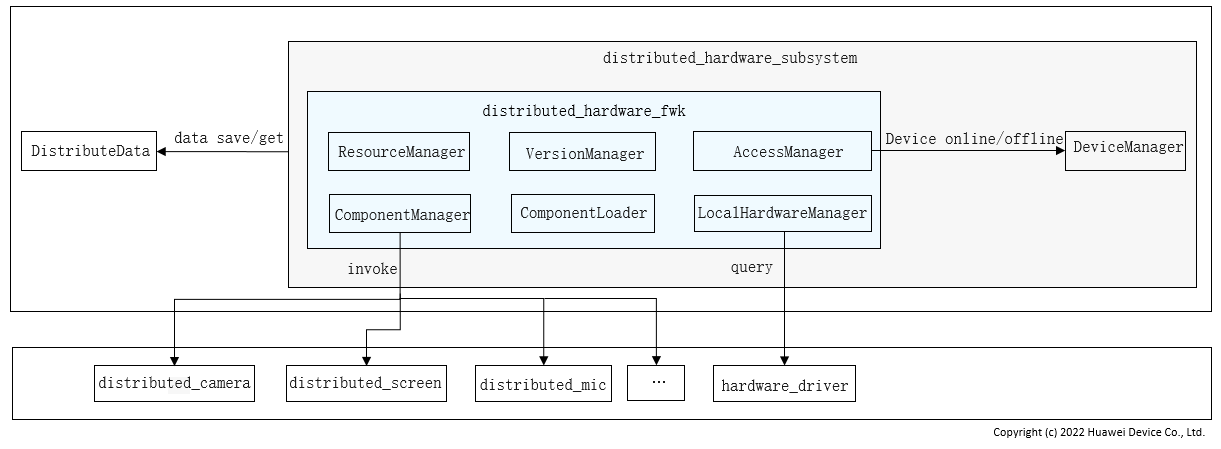 distributed_hardware_subsystem
distributed_hardware_fwk
DistributeData
data save/get
ResourceManager
VersionManager
AccessManager
Device online/offline
DeviceManager
ComponentManager
ComponentLoader
LocalHardwareManager
invoke
query
distributed_camera
distributed_screen
distributed_mic
...
hardware_driver
Copyright (c) 2022 Huawei Device Co., Ltd.